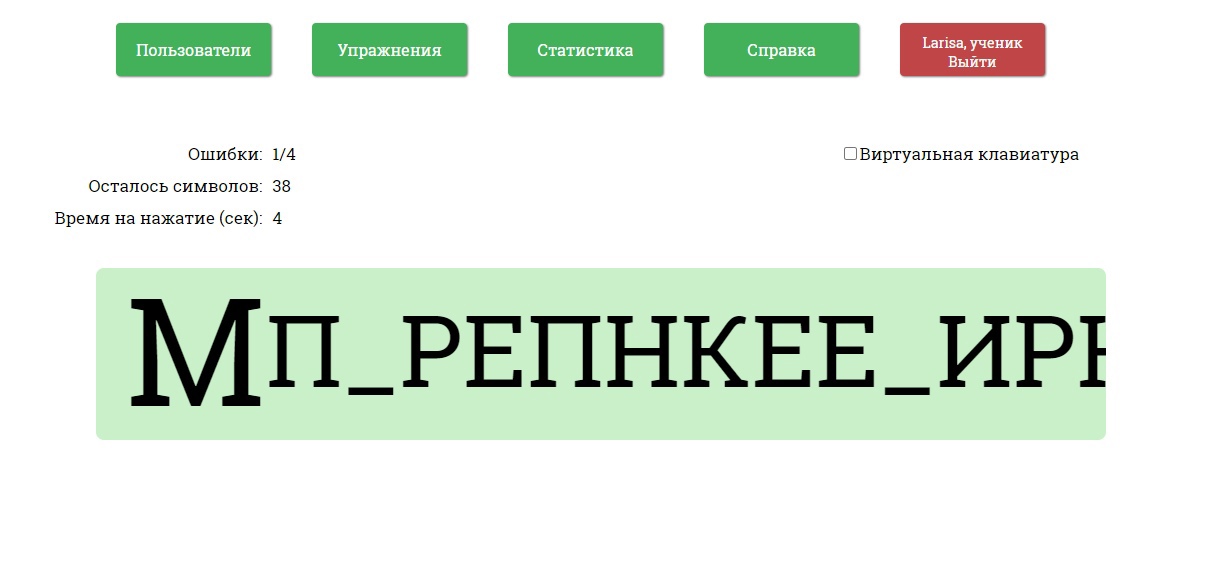 Пользователи Упражнения Статистика Справка Larisa, ученик
Выйти
Ошибки: 1/4 Виртуальная клавиатура
Осталось символов: 38
Время на нажатие (сек): 4
МП_РЕПНКЕЕ_ИР